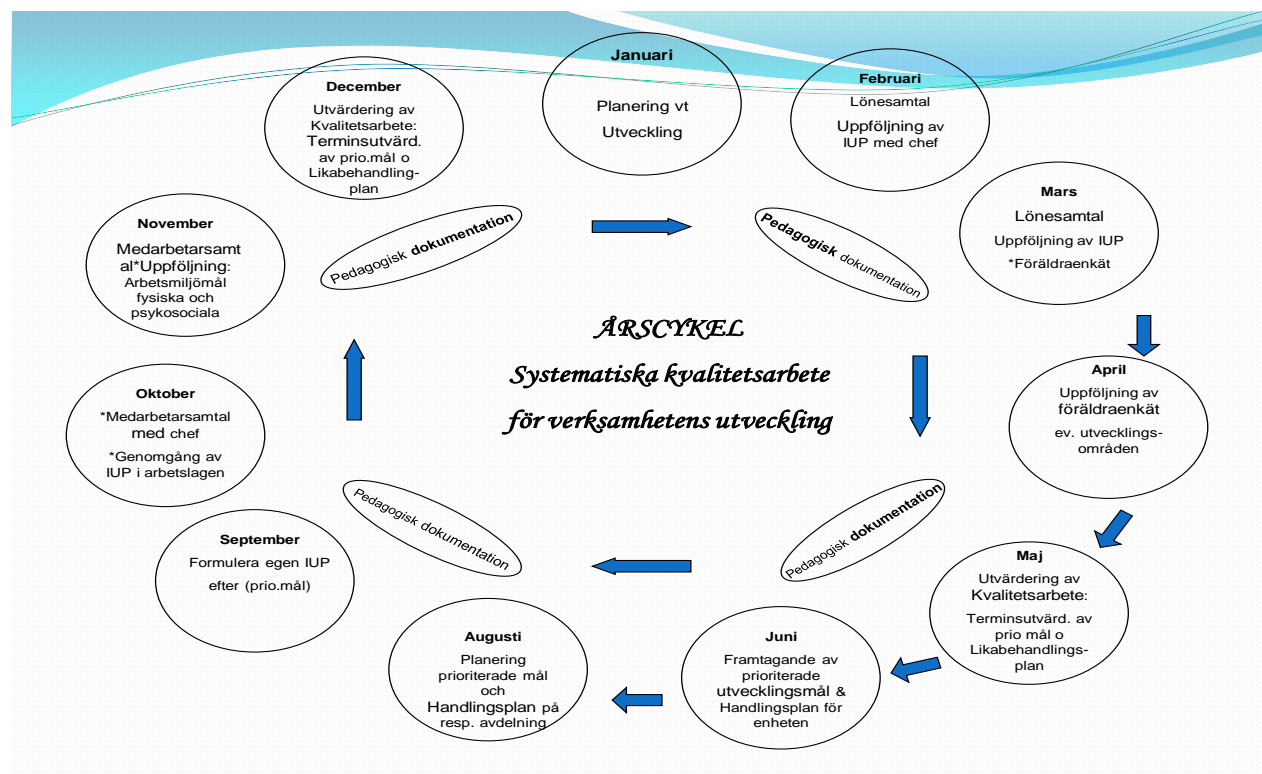 Januari
Planering vt
Utveckling
Februari
Lönesamtal
Uppföljning av
IUP med chef
Mars
Lönesamtal
Uppföljning av IUP
*Föräldraenkät
April
Uppföljning av
föräldraenkät
ev. utvecklings-
områden
Maj
Utvärdering av
Kvalitetsarbete:
Terminsutvärd. av
prio mål o
Likabehandlings-
plan
Juni
Framtagande av
prioriterade
utvecklingsmål &
Handlingsplan för
enheten
Augusti
Planering
prioriterade mål
och
Handlingsplan på
resp. avdelning
September
Formulera egen IUP
efter (prio.mål)
Oktober
*Medarbetarsamtal
med chef
*Genomgång av
IUP i arbetslagen
November
Medarbetarsamt
al*Uppföljning:
Arbetsmiljömål
fysiska och
psykosociala
December
Utvärdering av
Kvalitetsarbete:
Terminsutvärd.
av prio.mål o
Likabehandling-
plan
Pedagogisk dokumentation
Pedagogisk dokumentation
ÅRSCYKEL
Systematiska kvalitetsarbete
för verksamhetens utveckling
Pedagogisk dokumentation
Pedagogisk dokumentation